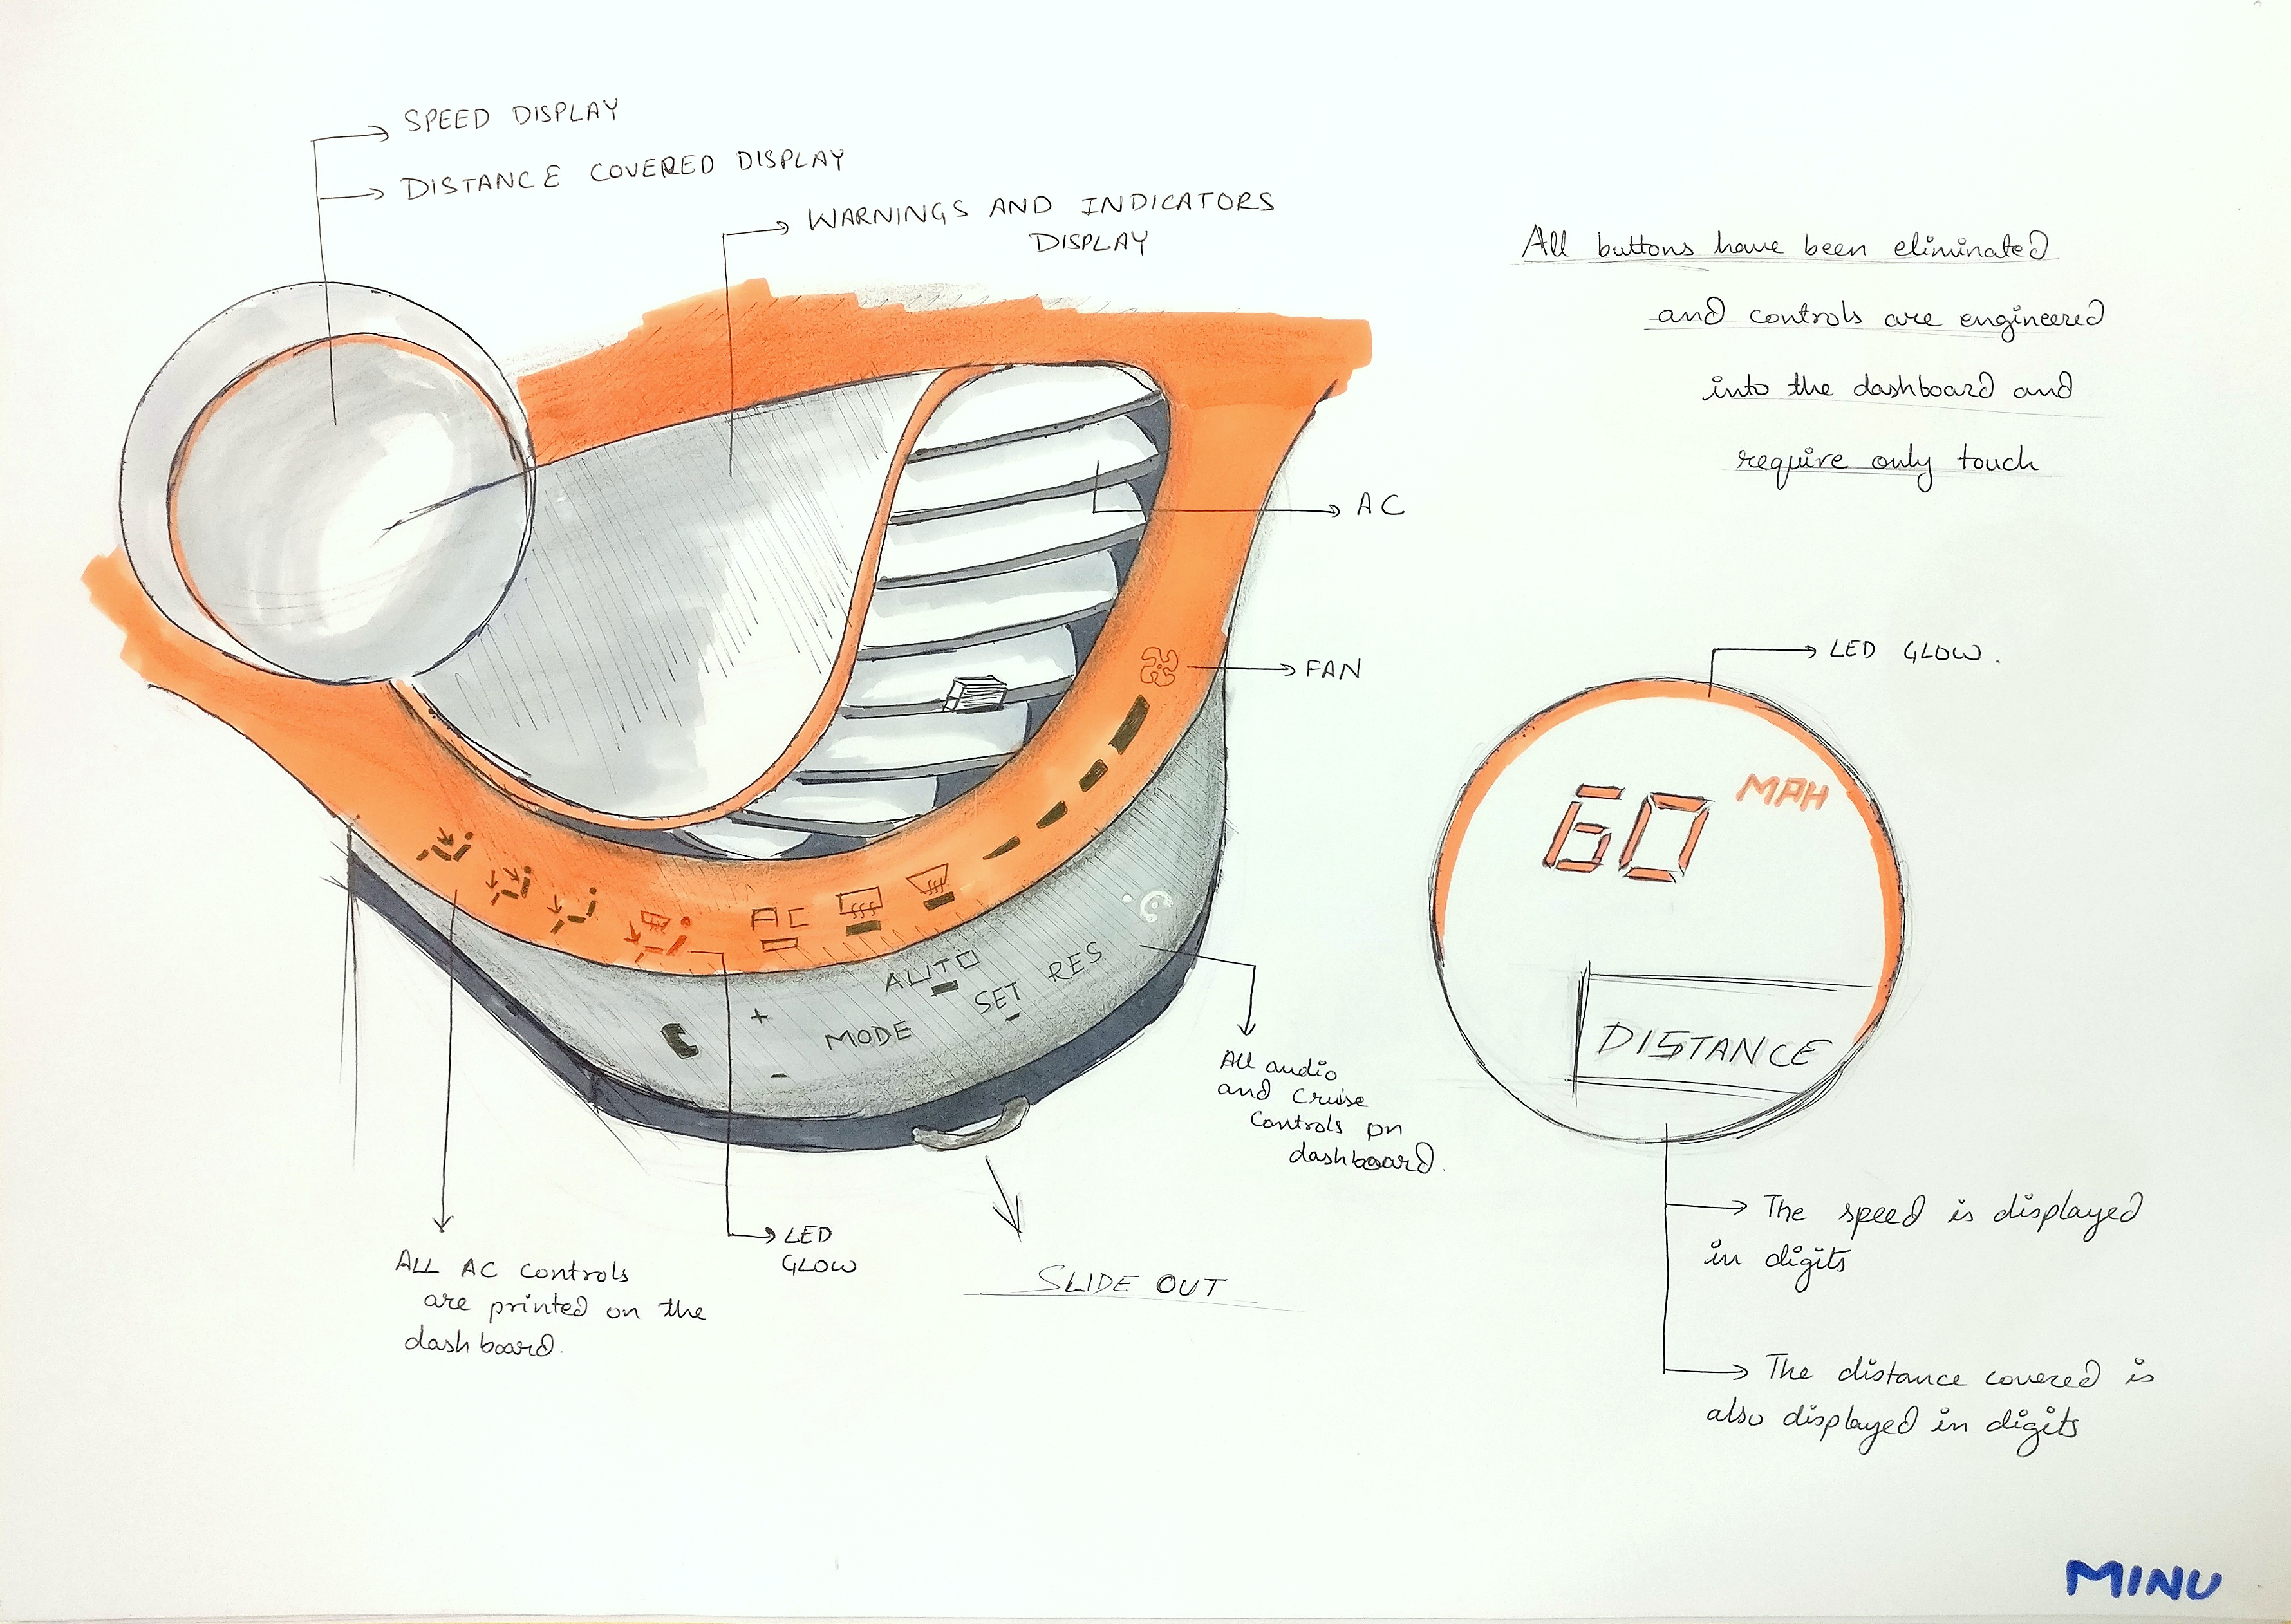 SPEED DISPLAY
DISTANCE COVERED DISPLAY
WARNINGS AND INDICATORS
DISPLAY
All buttons have been eliminated
and controls are engineered
into the dashboard and
require only touch
AC
FAN
LED GLOW.
60 MPH
DISTANCE
AC
AUTO
SET RES
+
MODE
-
All audio
and cruise
controls on
dashboard.
LED
GLOW
SLIDE OUT
ALL AC controls
are printed on the
dashboard.
The speed is displayed
in digits
The distance covered is
also displayed in digits
MINU